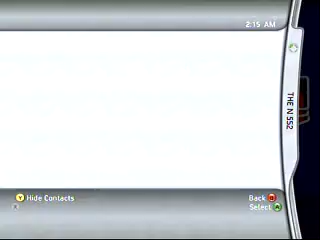 2:15 AM
THE N 552
Y Hide Contacts
Back B
X
Select A